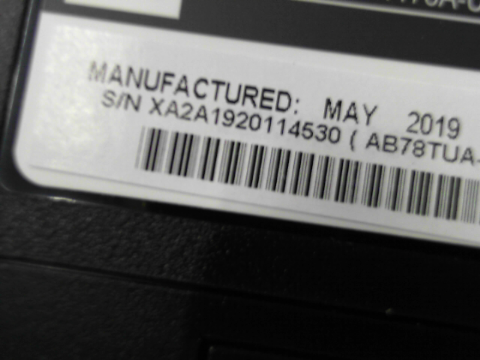 MANUFACTURED: MAY 2019
S/N XA2A1920114530 ( AB78TUA-